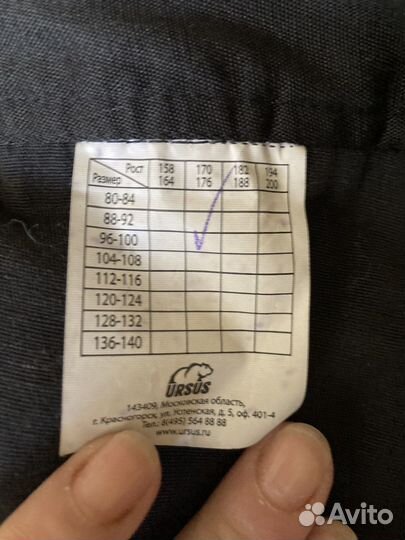 Рост 158 170 182 194
Размер 164 176 188 200
80-84
88-92
96-100
104-108
112-116
120-124
128-132
136-140
URSUS
143409, Московская область,
г. Красногорск, ул. Успенская, д. 5, оф. 401-4
Тел.: 8(495) 564 88 88
www.ursus.ru
Avito